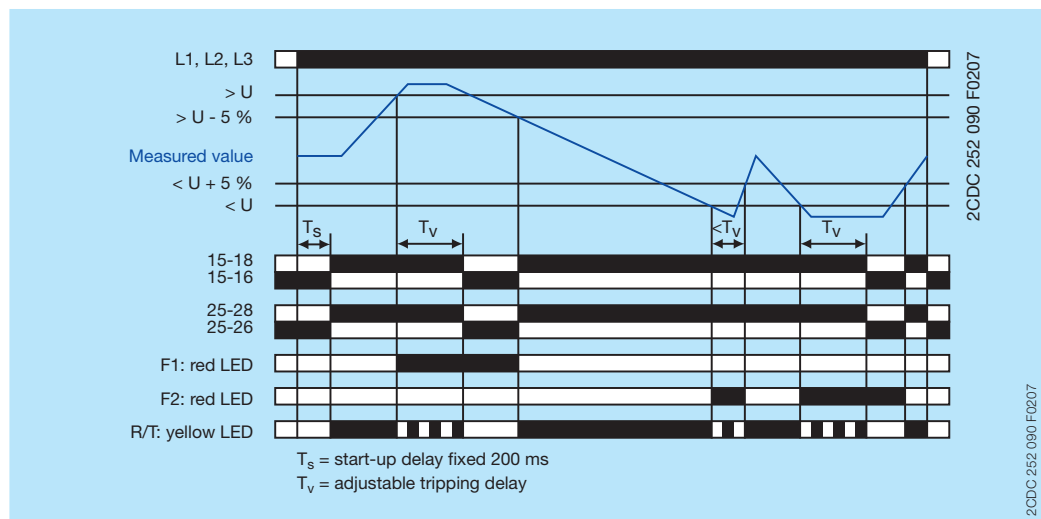 L1, L2, L3
> U
> U - 5 %
Measured value
< U + 5 %
< U
Ts
Tv
<Tv
Tv
15-18
15-16
25-28
25-26
F1: red LED
F2: red LED
R/T: yellow LED
Ts = start-up delay fixed 200 ms
Tv = adjustable tripping delay
2CDC 252 090 F0207
2CDC 252 090 F0207